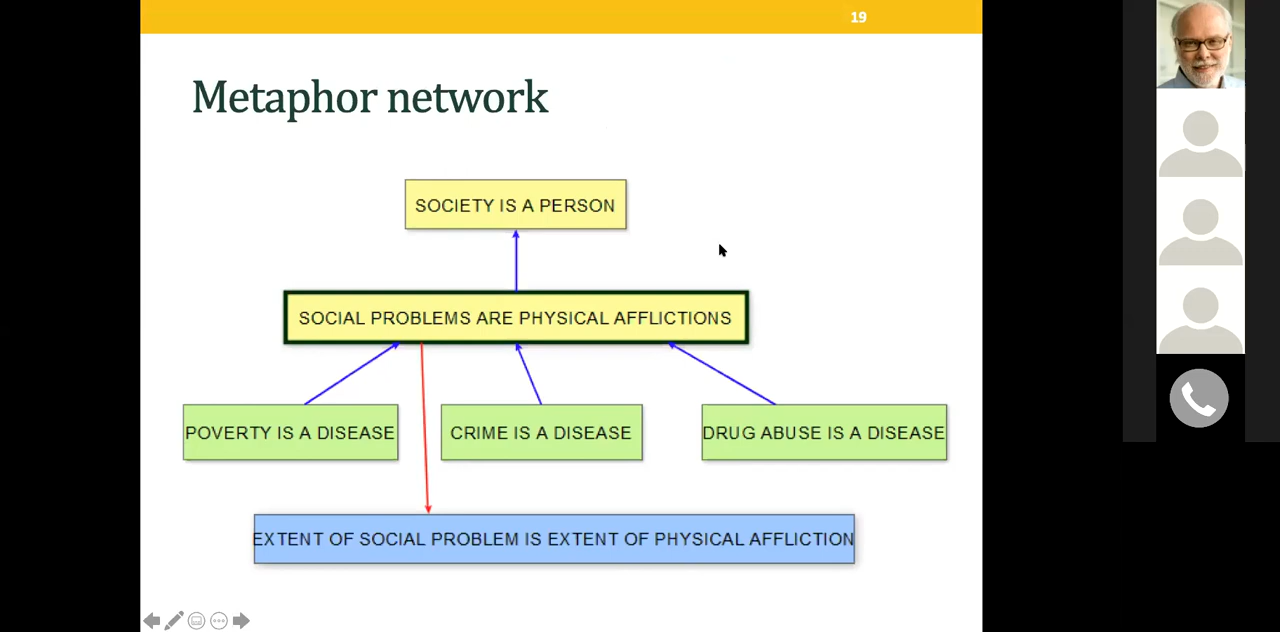 19
Metaphor network
SOCIETY IS A PERSON
SOCIAL PROBLEMS ARE PHYSICAL AFFLICTIONS
POVERTY IS A DISEASE
CRIME IS A DISEASE
DRUG ABUSE IS A DISEASE
EXTENT OF SOCIAL PROBLEM IS EXTENT OF PHYSICAL AFFLICTION